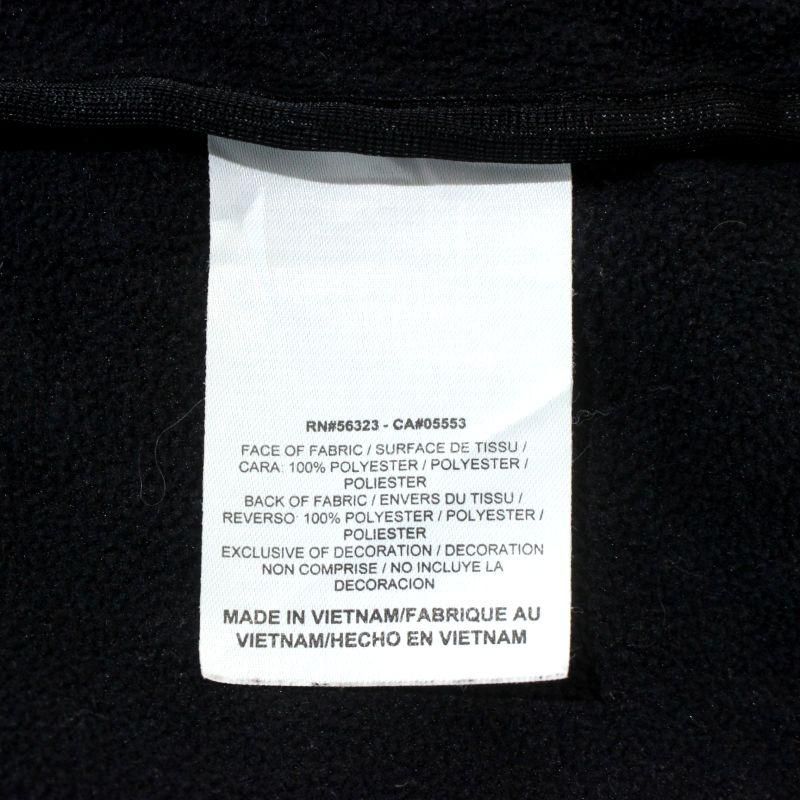 RN#56323 - CA#05553
FACE OF FABRIC / SURFACE DE TISSU /
CARA: 100% POLYESTER / POLYESTER /
POLIESTER
BACK OF FABRIC / ENVERS DU TISSU /
REVERSO: 100% POLYESTER / POLYESTER /
POLIESTER
EXCLUSIVE OF DECORATION / DECORATION
NON COMPRISE / NO INCLUYE LA
DECORACION
MADE IN VIETNAM/FABRIQUE AU
VIETNAM/HECHO EN VIETNAM